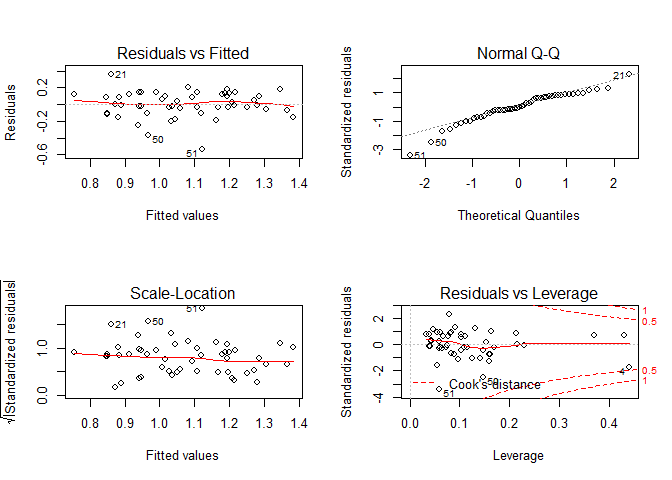 Residuals vs Fitted
Residuals
0.2
-0.2
-0.6
21
50
51
0.8 0.9 1.0 1.1 1.2 1.3 1.4
Fitted values
Normal Q-Q
Standardized residuals
1
-1
-3
21
50
51
-2 -1 0 1 2
Theoretical Quantiles
Scale-Location
√|Standardized residuals|
1.0
0.0
51
50
21
0.8 0.9 1.0 1.1 1.2 1.3 1.4
Fitted values
Residuals vs Leverage
Standardized residuals
2
0
-2
-4
1
0.5
0.5
1
4
50
51
Cook's distance
0.0 0.1 0.2 0.3 0.4
Leverage